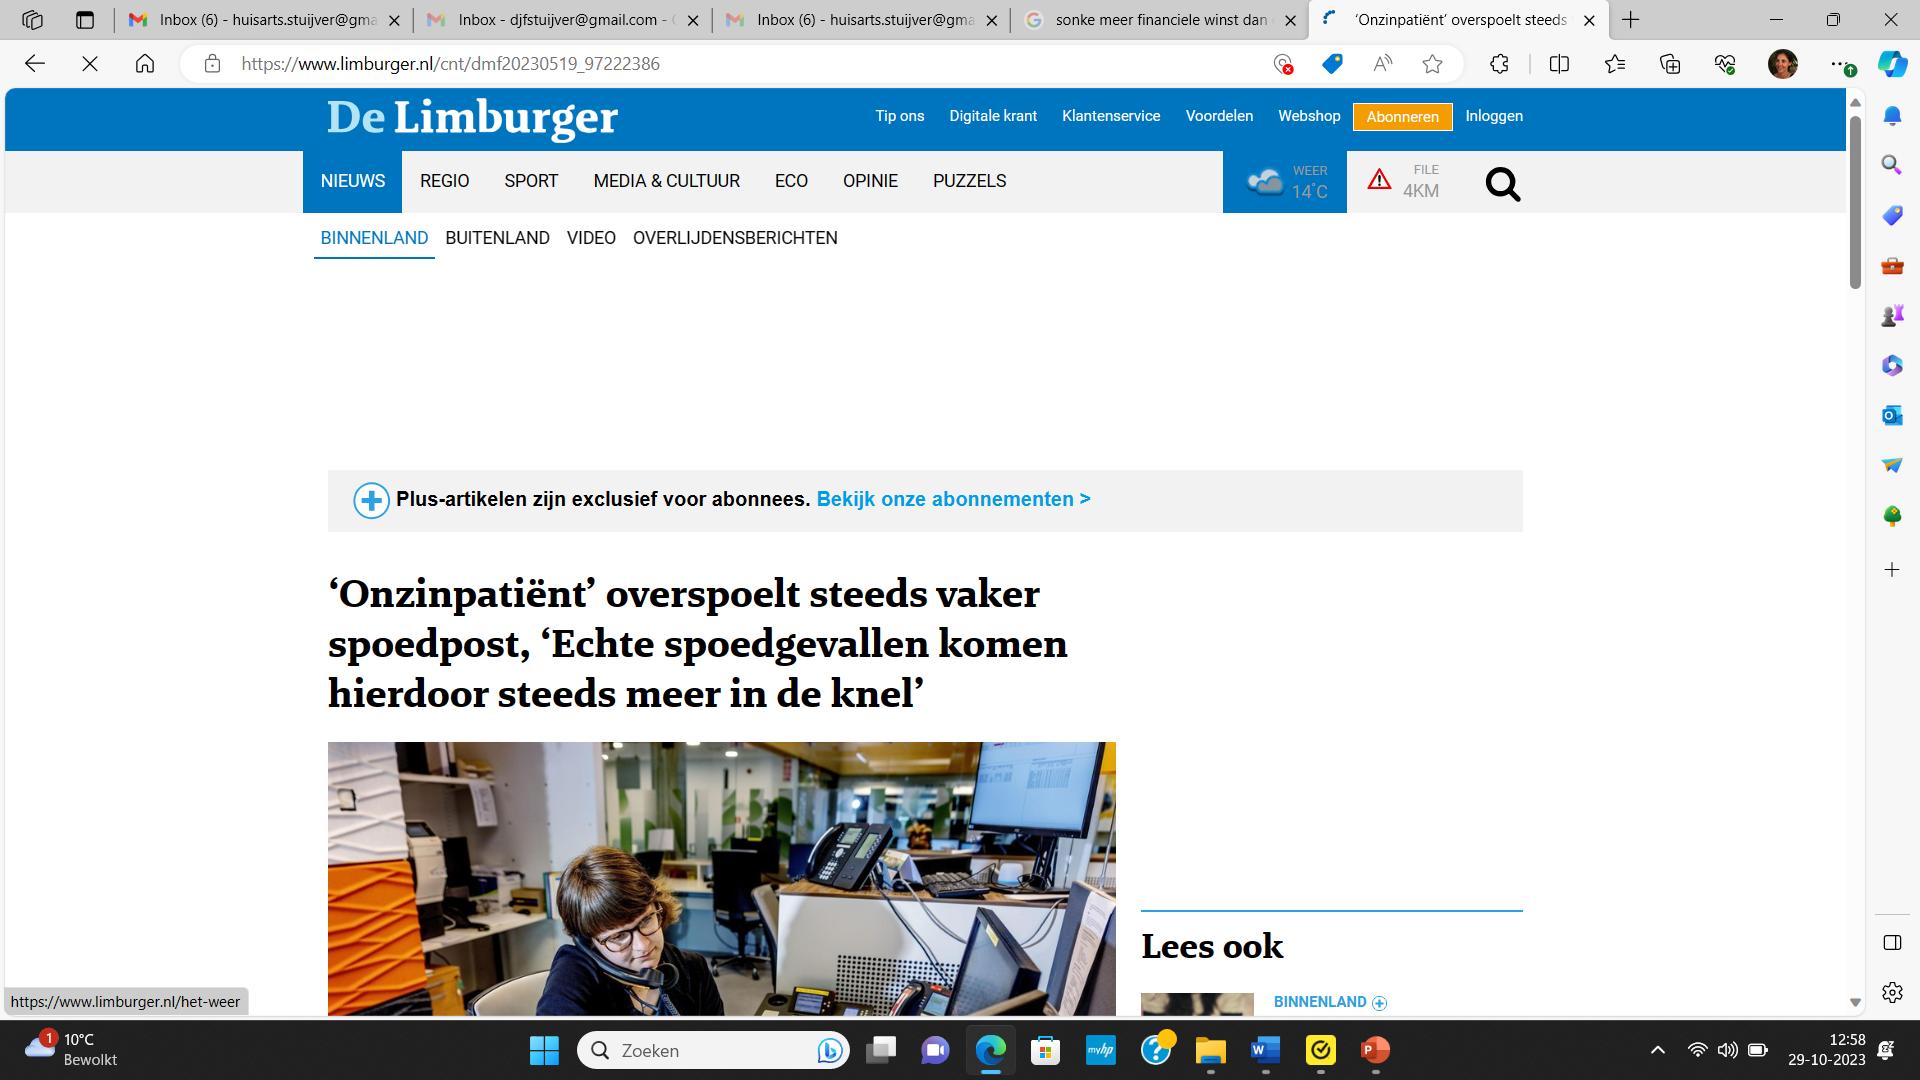 Inbox (6) - huisarts.stuijver@gma
Inbox - djfstuijver@gmail.com -
Inbox (6) - huisarts.stuijver@gma
sonke meer financiele winst dan
‘Onzinpatiënt’ overspoelt steeds
https://www.limburger.nl/cnt/dmf20230519_97222386
De Limburger
Tip ons
Digitale krant
Klantenservice
Voordelen
Webshop
Abonneren
Inloggen
NIEUWS
REGIO
SPORT
MEDIA & CULTUUR
ECO
OPINIE
PUZZELS
WEER
14°C
FILE
4KM
BINNENLAND
BUITENLAND
VIDEO
OVERLIJDENSBERICHTEN
Plus-artikelen zijn exclusief voor abonnees. Bekijk onze abonnementen >
‘Onzinpatiënt’ overspoelt steeds vaker
spoedpost, ‘Echte spoedgevallen komen
hierdoor steeds meer in de knel’
Lees ook
BINNENLAND
https://www.limburger.nl/het-weer
1
10°C
Bewolkt
Zoeken
myhp
12:58
29-10-2023